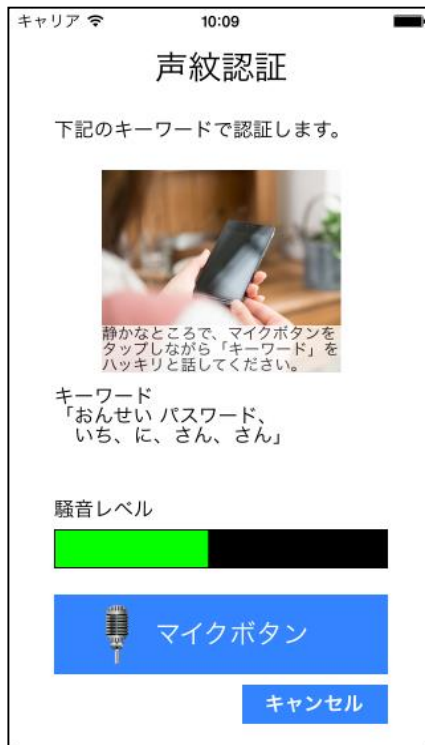 キャリア 10:09
声紋認証
下記のキーワードで認証します。
静かなところで、マイクボタンを
タップしながら「キーワード」を
ハッキリと話してください。
キーワード
「おんせい パスワード、
いち、に、さん、さん」
騒音レベル
マイクボタン
キャンセル